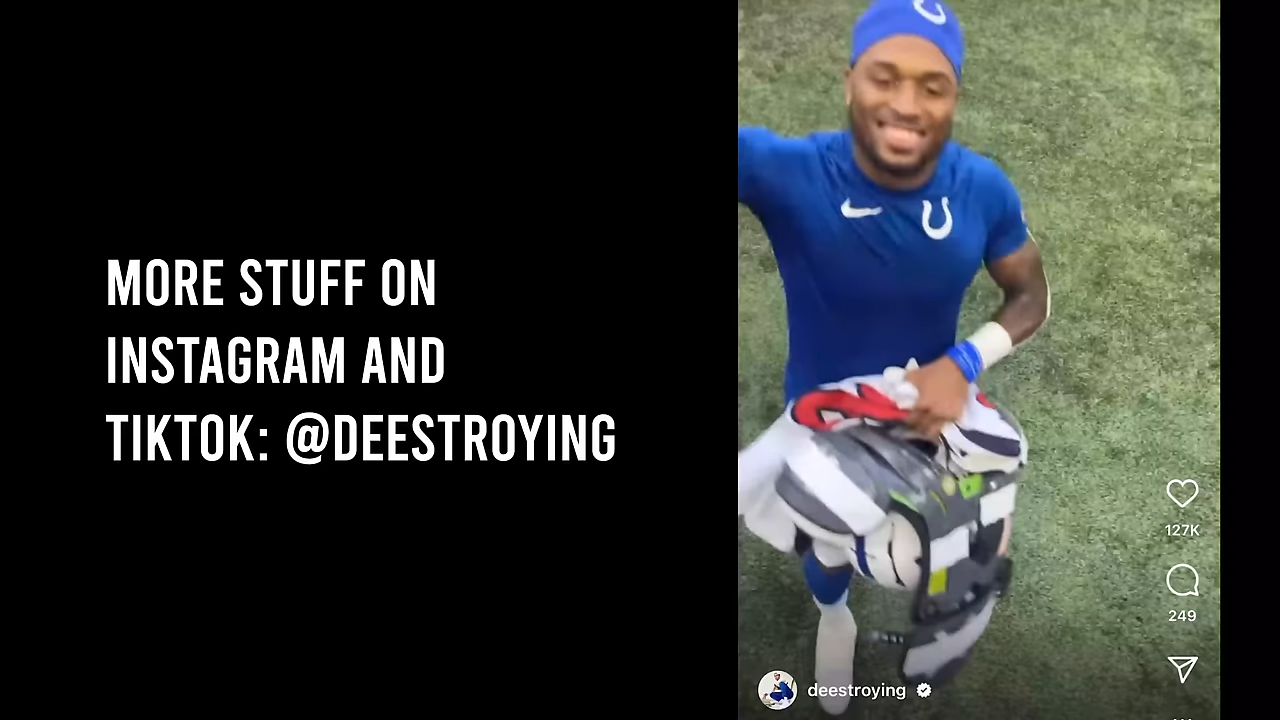 MORE STUFF ON
INSTAGRAM AND
TIKTOK: @DEESTROYING
127K
249
deestroying